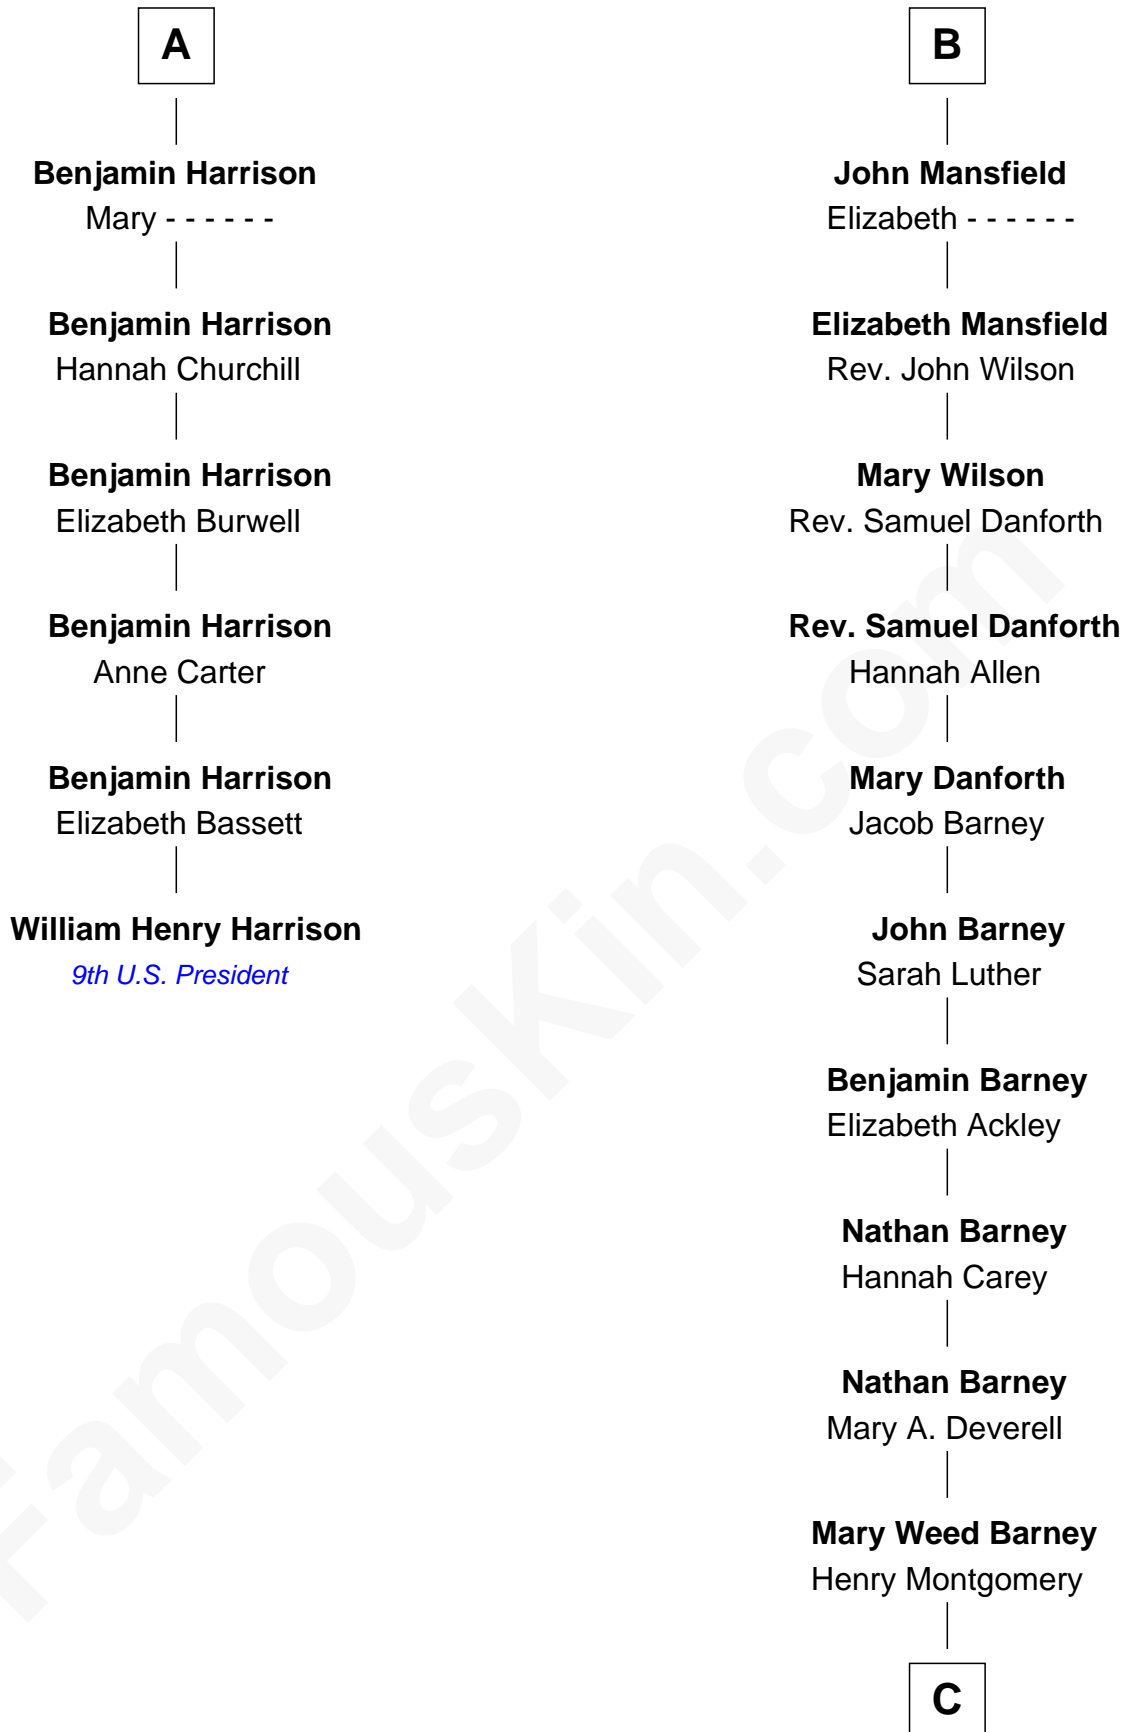 A
Benjamin Harrison
Mary - - - - - -
Benjamin Harrison
Hannah Churchill
Benjamin Harrison
Elizabeth Burwell
Benjamin Harrison
Anne Carter
Benjamin Harrison
Elizabeth Bassett
William Henry Harrison
9th U.S. President
B
John Mansfield
Elizabeth - - - - - -
Elizabeth Mansfield
Rev. John Wilson
Mary Wilson
Rev. Samuel Danforth
Rev. Samuel Danforth
Hannah Allen
Mary Danforth
Jacob Barney
John Barney
Sarah Luther
Benjamin Barney
Elizabeth Ackley
Nathan Barney
Hannah Carey
Nathan Barney
Mary A. Deverell
Mary Weed Barney
Henry Montgomery
C
FamousKin.com